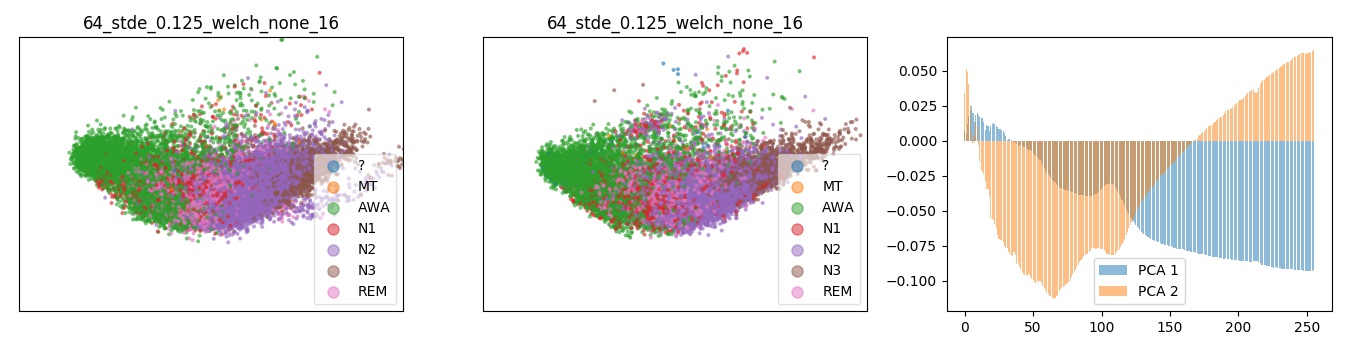 64_stde_0.125_welch_none_16
?
MT
AWA
N1
N2
N3
REM
64_stde_0.125_welch_none_16
?
MT
AWA
N1
N2
N3
REM
0.050
0.025
0.000
−0.025
−0.050
−0.075
−0.100
PCA 1
PCA 2
0 50 100 150 200 250